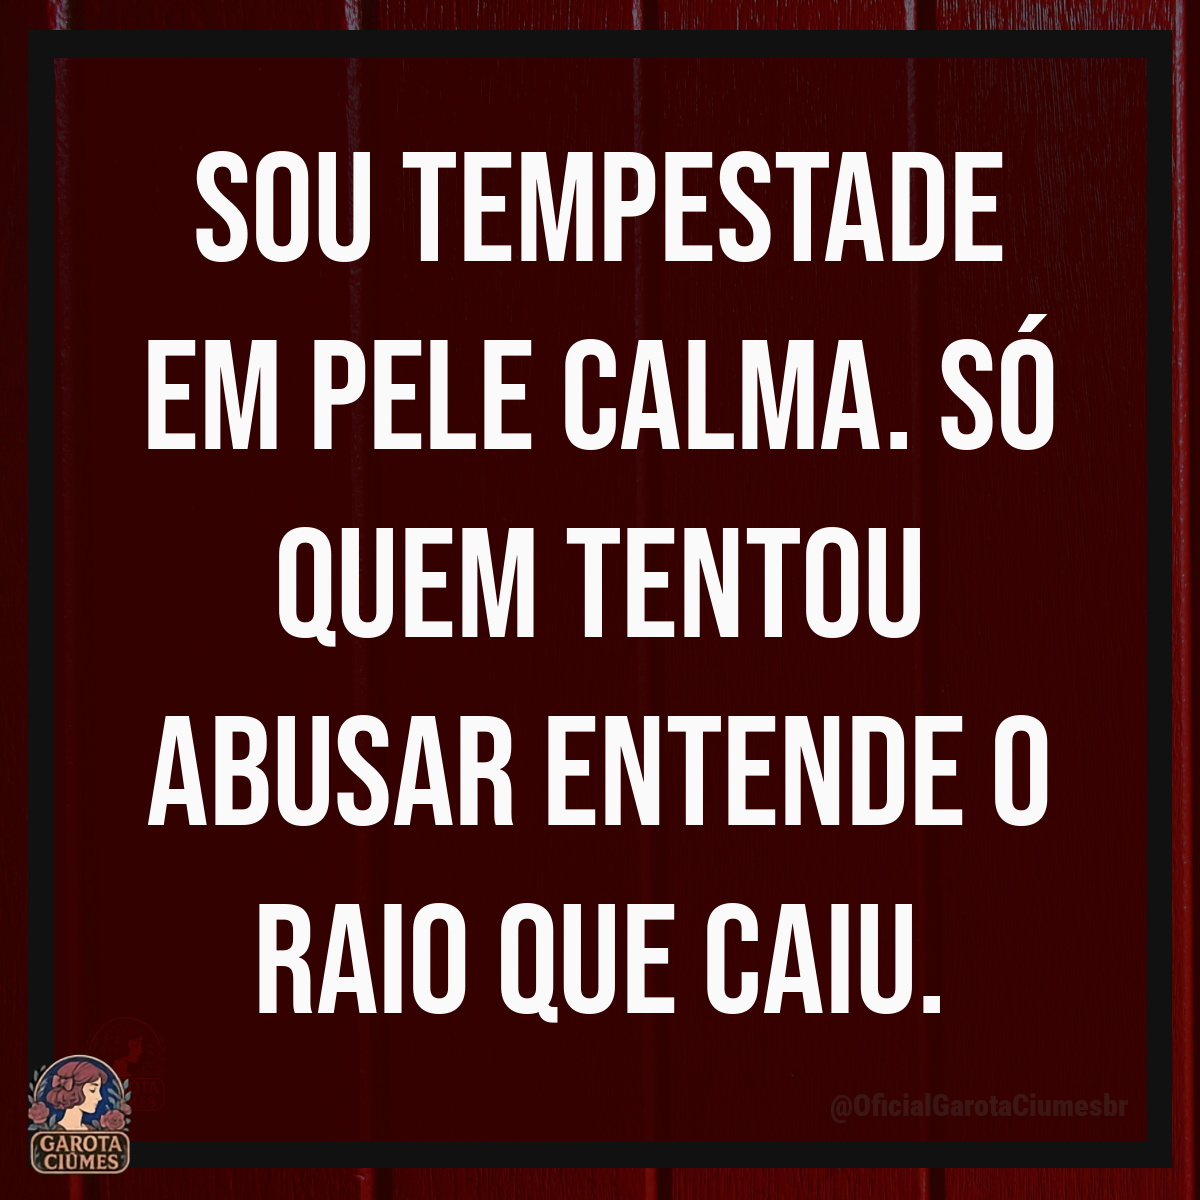 SOU TEMPESTADE
EM PELE CALMA. SÓ
QUEM TENTOU
ABUSAR ENTENDE O
RAIO QUE CAIU.
@OficialGarotaCiumesbr
GAROTA
CIÚMES